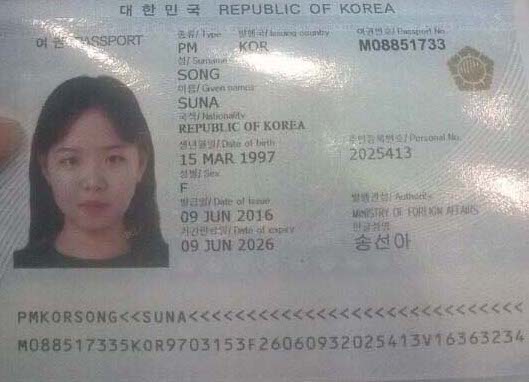 대한민국 REPUBLIC OF KOREA
여권 PASSPORT
종류/Type 발행국/Issuing country 여권번호/Passport No.
PM KOR M08851733
성/Surname
SONG
이름/Given names
SUNA
국적/Nationality
REPUBLIC OF KOREA
생년월일/Date of birth 주민등록번호/Personal No.
15 MAR 1997 2025413
성별/Sex
F
발급일/Date of issue 발행관청/Authority
09 JUN 2016 MINISTRY OF FOREIGN AFFAIRS
기간만료일/Date of expiry 한글성명
09 JUN 2026 송선아
PMKORSONG<<SUNA<<<<<<<<<<<<<<<<<<<<<<<<<<<<<
M088517335KOR9703153F26060932025413V16363234